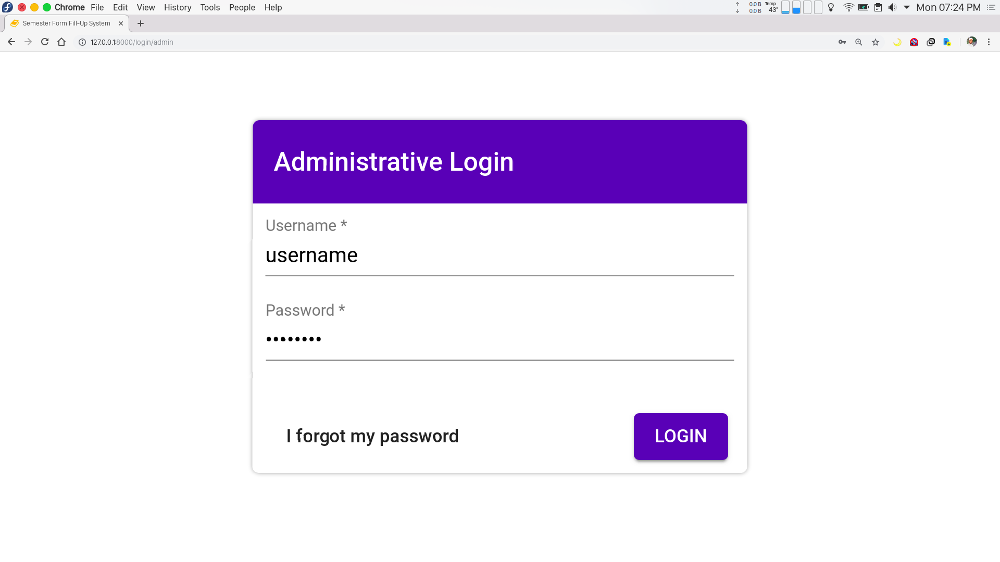 Chrome File Edit View History Tools People Help
0.0 B Temp
0.0 B 43°
Mon 07:24 PM
Semester Form Fill-Up System
127.0.0.1:8000/login/admin
Administrative Login
Username *
username
Password *
••••••••
I forgot my password LOGIN